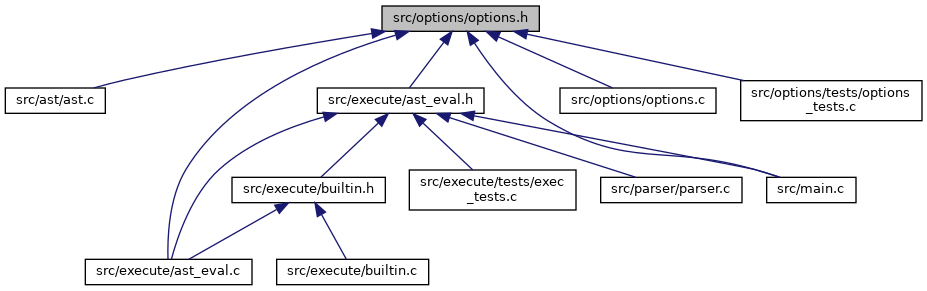 src/options/options.h
src/ast/ast.c
src/execute/ast_eval.h
src/options/options.c
src/options/tests/options
_tests.c
src/execute/builtin.h
src/execute/tests/exec
_tests.c
src/parser/parser.c
src/main.c
src/execute/ast_eval.c
src/execute/builtin.c